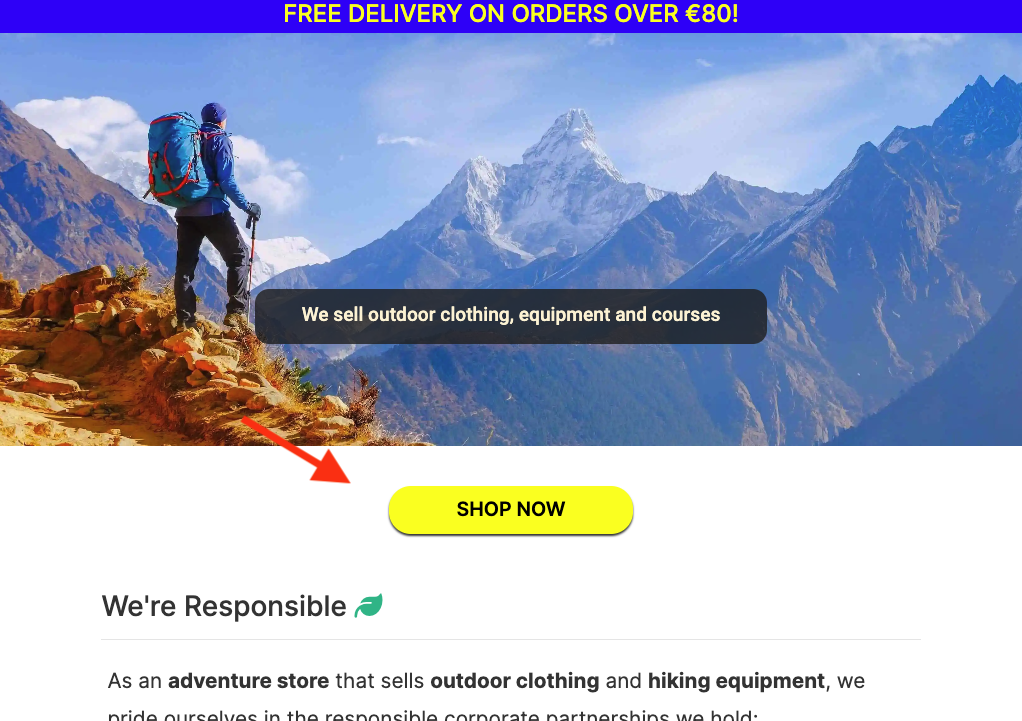 FREE DELIVERY ON ORDERS OVER €80!
We sell outdoor clothing, equipment and courses
SHOP NOW
We're Responsible
As an adventure store that sells outdoor clothing and hiking equipment, we
pride ourselves in the responsible corporate partnerships we hold: